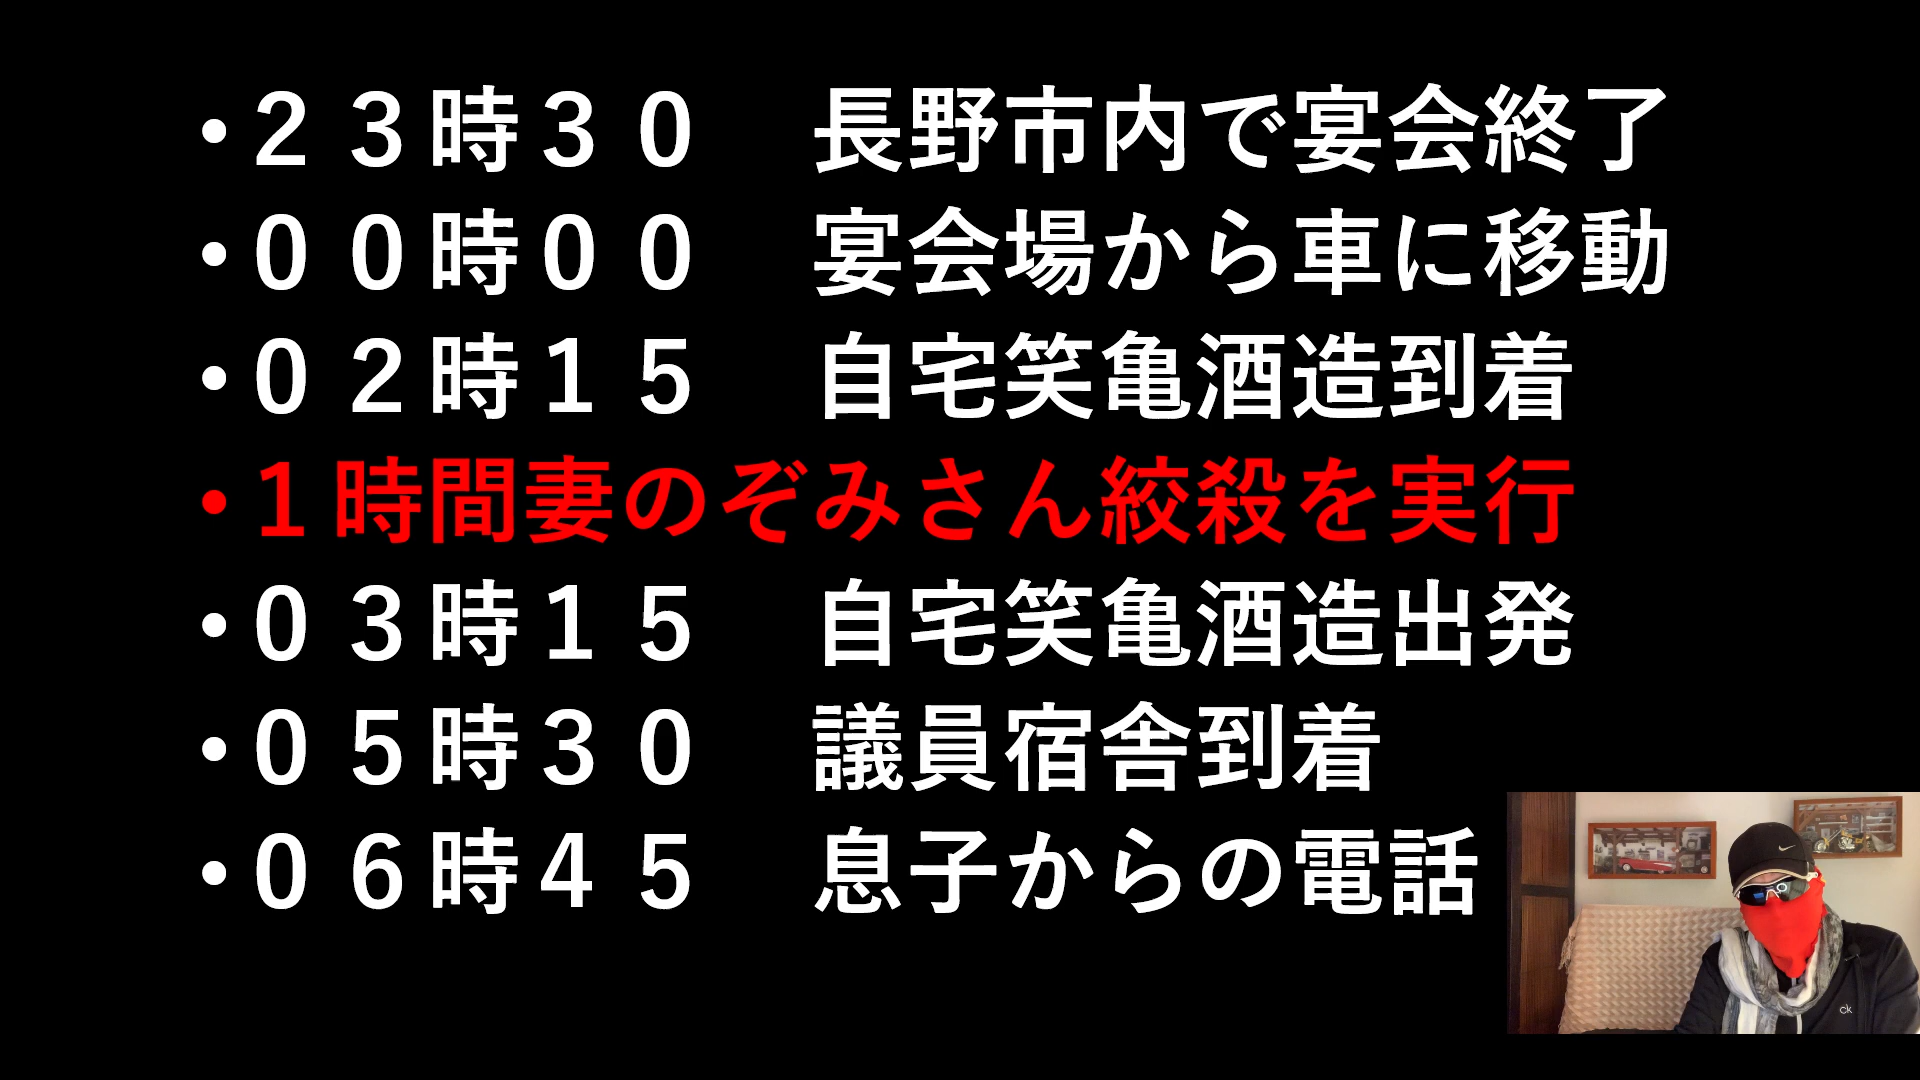 ・２３時３０　長野市内で宴会終了
・００時００　宴会場から車に移動
・０２時１５　自宅笑亀酒造到着
・１時間妻のぞみさん絞殺を実行
・０３時１５　自宅笑亀酒造出発
・０５時３０　議員宿舎到着
・０６時４５　息子からの電話
ck